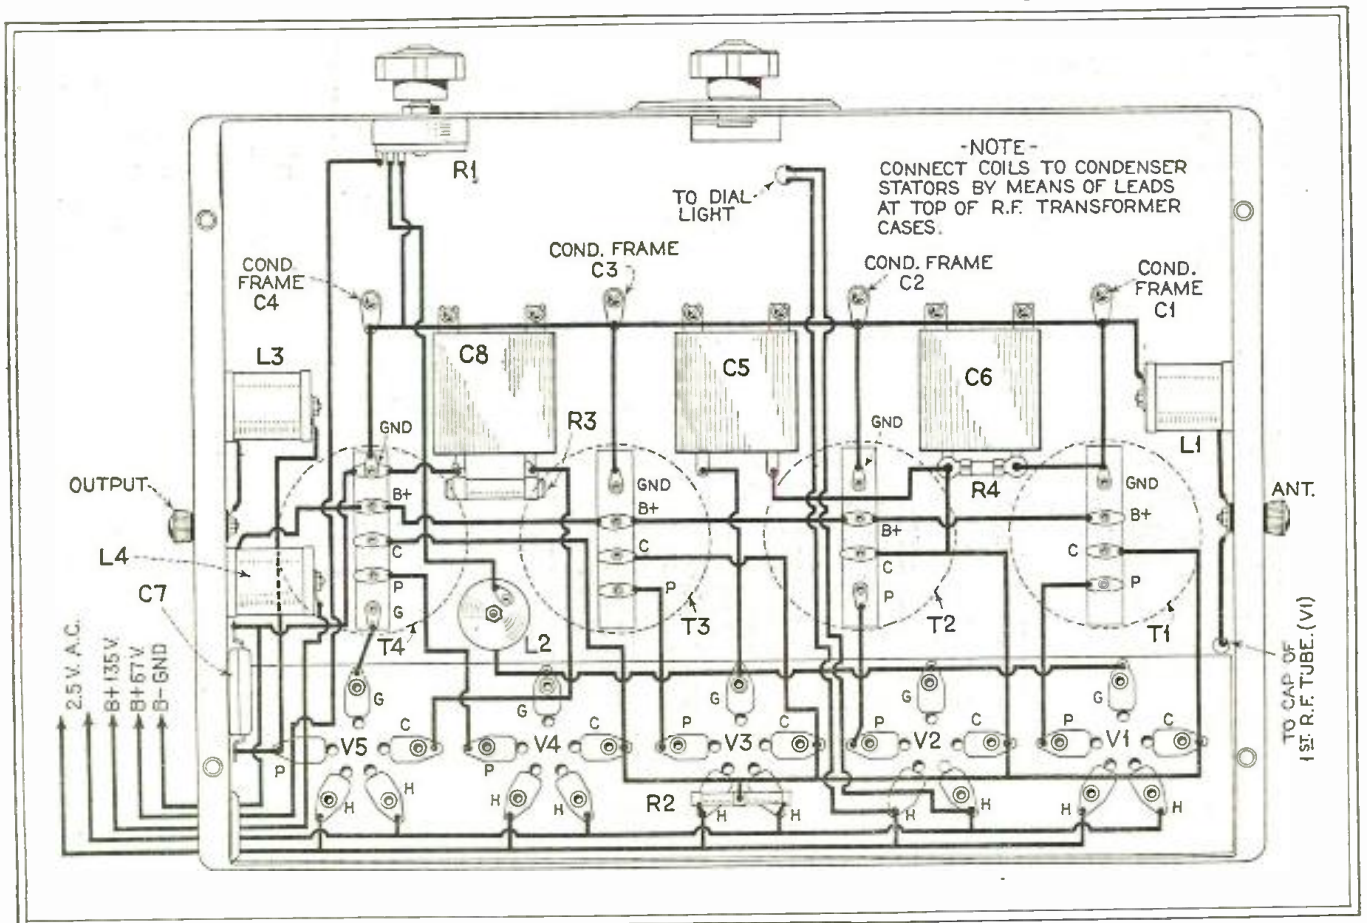 R1
-NOTE-
CONNECT COILS TO CONDENSER
STATORS BY MEANS OF LEADS
AT TOP OF R.F. TRANSFORMER
CASES.
TO DIAL
LIGHT
COND.
FRAME
C4
COND. FRAME
C3
COND. FRAME
C2
COND.
FRAME
C1
L3
C8
C5
C6
L1
R3
R4
GND
B+
C
P
G
T4
GND
B+
C
P
T3
GND
B+
C
P
T2
GND
B+
C
P
T1
OUTPUT
ANT.
L4
C7
L2
2.5 V. A.C.
B+135 V.
B+67 V.
B-GND
TO CAP OF
1ST. R.F. TUBE. (V1)
G
P
V5
C
H
H
G
P
V4
C
H
H
G
P
V3
C
R2
H
H
G
P
V2
C
H
H
G
P
V1
C
H
H